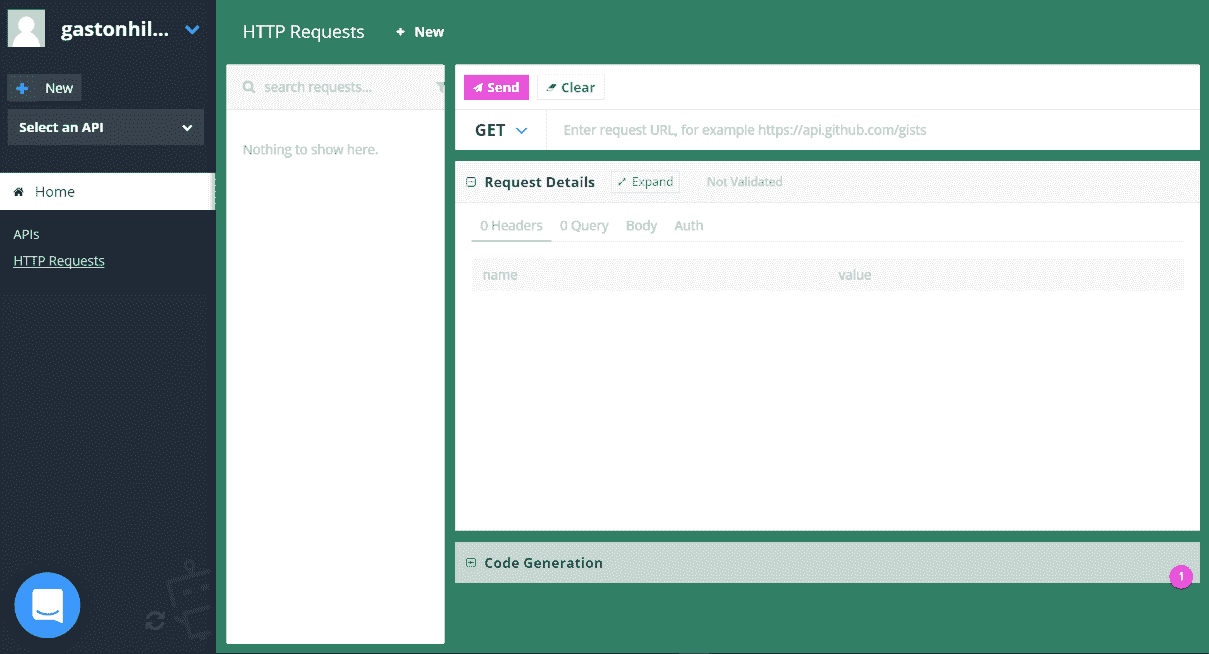 gastonhil...
New
Select an API
Home
APIs
HTTP Requests
HTTP Requests
New
search requests...
Nothing to show here.
Send
Clear
GET
Enter request URL, for example https://api.github.com/gists
Request Details
Expand
Not Validated
0 Headers
0 Query
Body
Auth
name
value
Code Generation
1